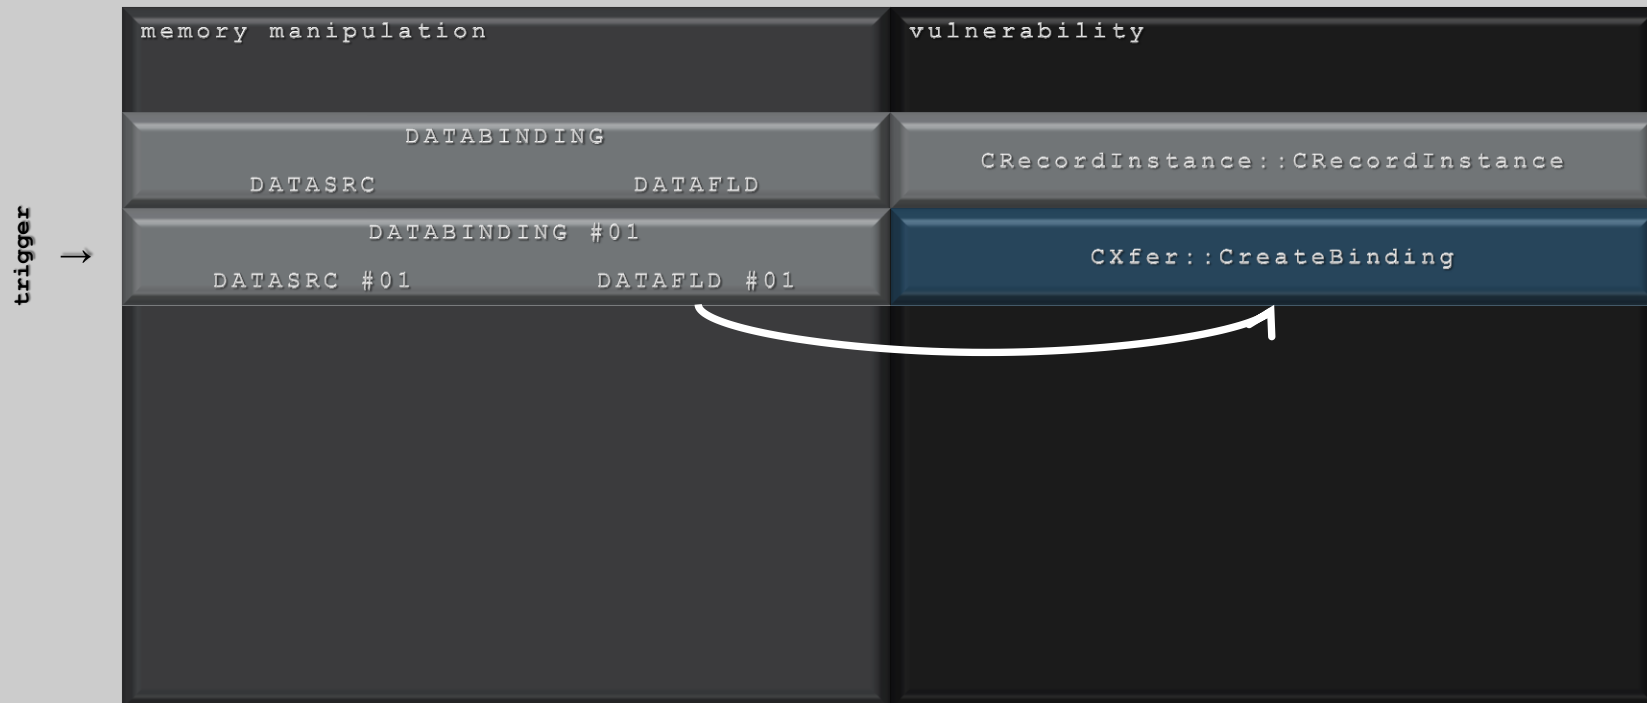 memory manipulation
vulnerability
DATABINDING
DATASRC DATAFLD
CRecordInstance::CRecordInstance
trigger →
DATABINDING #01
DATASRC #01 DATAFLD #01
CXfer::CreateBinding